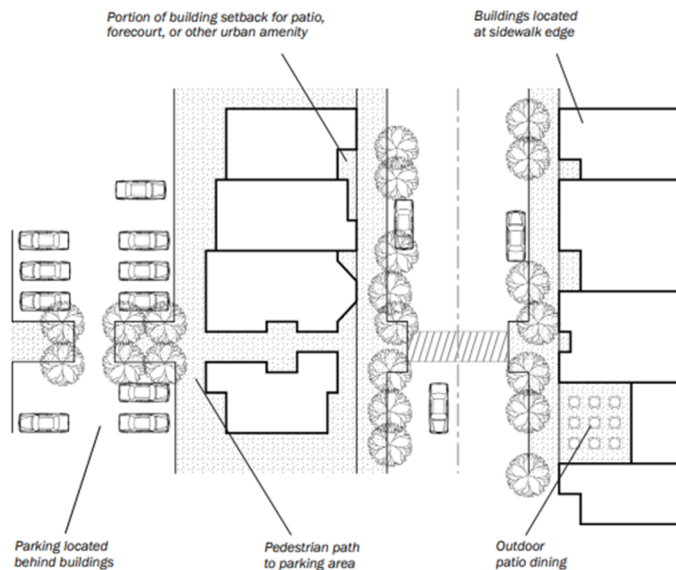 Portion of building setback for patio,
forecourt, or other urban amenity
Buildings located
at sidewalk edge
Parking located
behind buildings
Pedestrian path
to parking area
Outdoor
patio dining